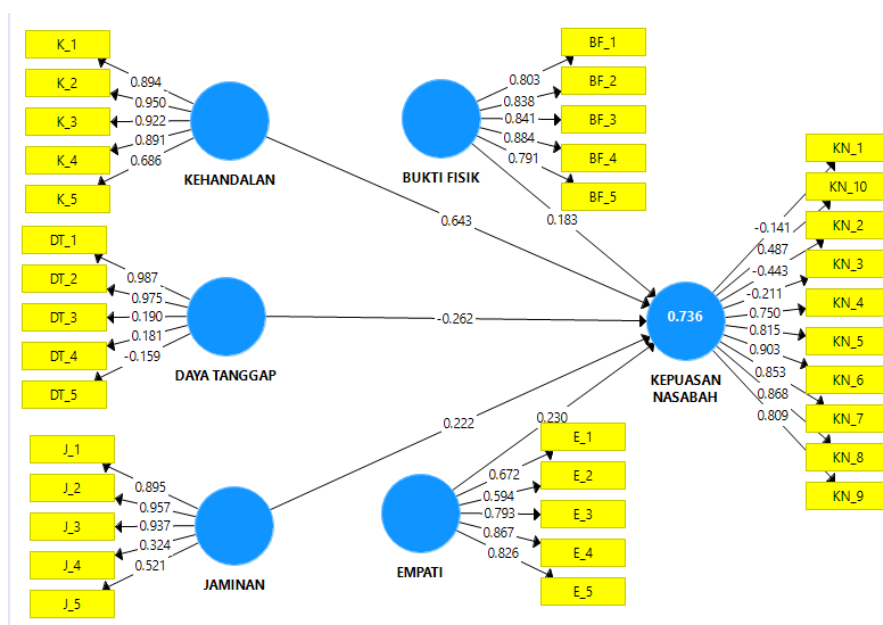 K_1
K_2
K_3
K_4
K_5
0.894
0.950
0.922
0.891
0.686
KEHANDALAN
BF_1
BF_2
BF_3
BF_4
BF_5
0.803
0.838
0.841
0.884
0.791
BUKTI FISIK
0.183
0.643
DT_1
DT_2
DT_3
DT_4
DT_5
0.987
0.975
0.190
0.181
-0.159
DAYA TANGGAP
-0.262
0.736
KEPUASAN
NASABAH
KN_1
KN_10
KN_2
KN_3
KN_4
KN_5
KN_6
KN_7
KN_8
KN_9
-0.141
0.487
-0.443
-0.211
0.750
0.815
0.903
0.853
0.868
0.809
J_1
J_2
J_3
J_4
J_5
0.895
0.957
0.937
0.324
0.521
JAMINAN
0.222
0.230
E_1
E_2
E_3
E_4
E_5
0.672
0.594
0.793
0.867
0.826
EMPATI